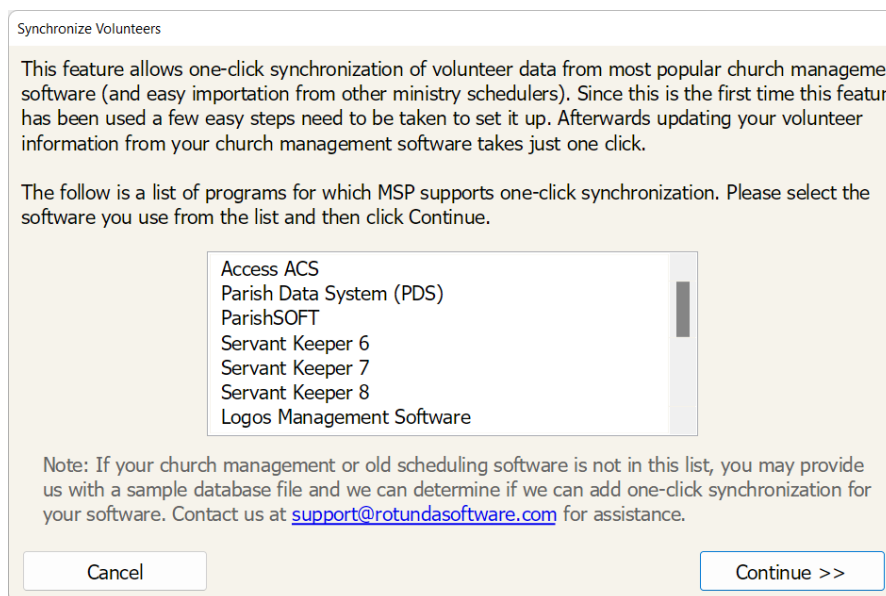 Synchronize Volunteers
This feature allows one-click synchronization of volunteer data from most popular church manageme
software (and easy importation from other ministry schedulers). Since this is the first time this featur
has been used a few easy steps need to be taken to set it up. Afterwards updating your volunteer
information from your church management software takes just one click.
The follow is a list of programs for which MSP supports one-click synchronization. Please select the
software you use from the list and then click Continue.
Access ACS
Parish Data System (PDS)
ParishSOFT
Servant Keeper 6
Servant Keeper 7
Servant Keeper 8
Logos Management Software
Note: If your church management or old scheduling software is not in this list, you may provide
us with a sample database file and we can determine if we can add one-click synchronization for
your software. Contact us at support@rotundasoftware.com for assistance.
Cancel
Continue >>